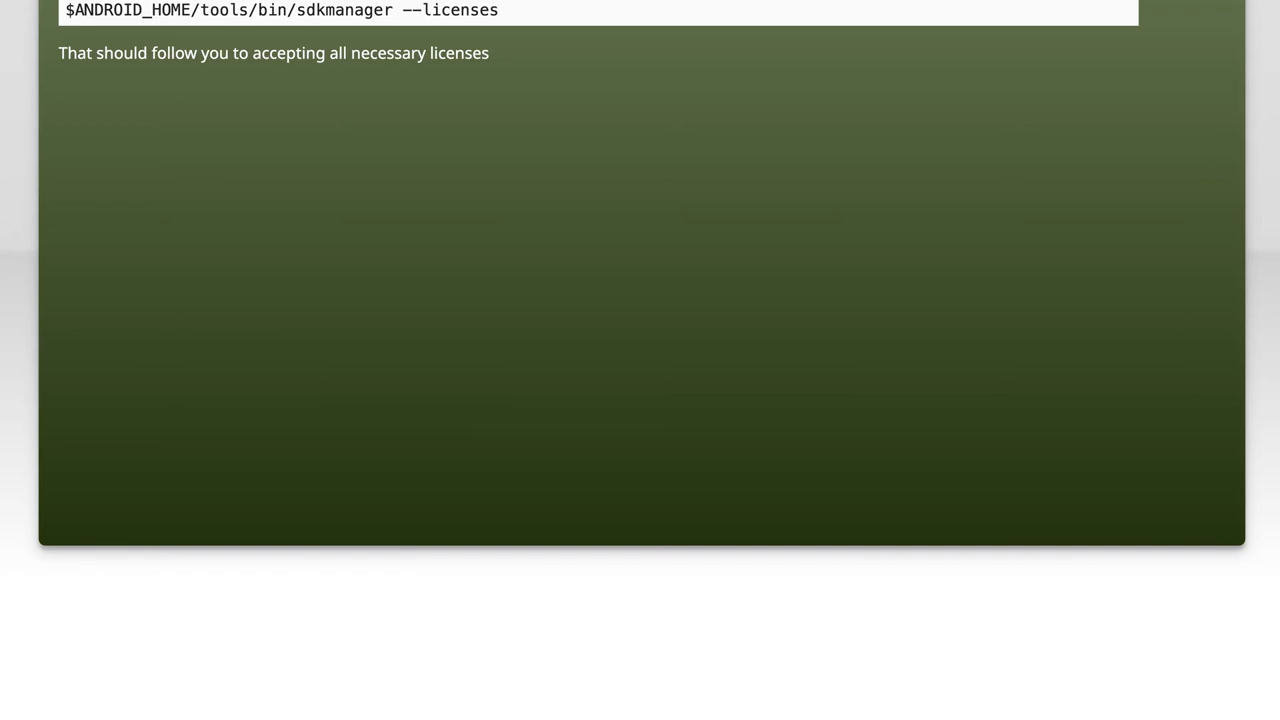 $ANDROID_HOME/tools/bin/sdkmanager --licenses
That should follow you to accepting all necessary licenses